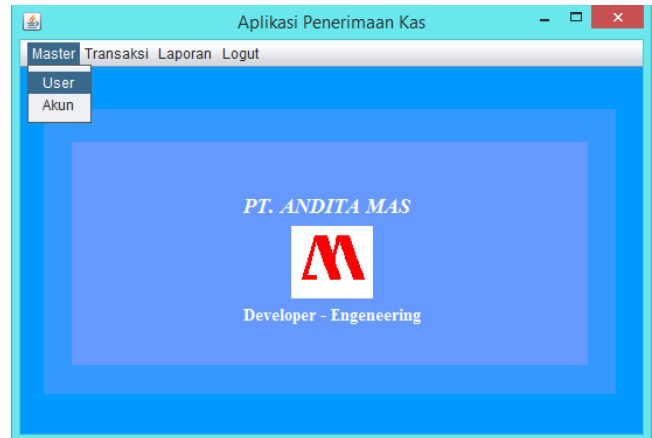 Aplikasi Penerimaan Kas
Master Transaksi Laporan Logut
User
Akun
PT. ANDITA MAS
Developer - Engeneering